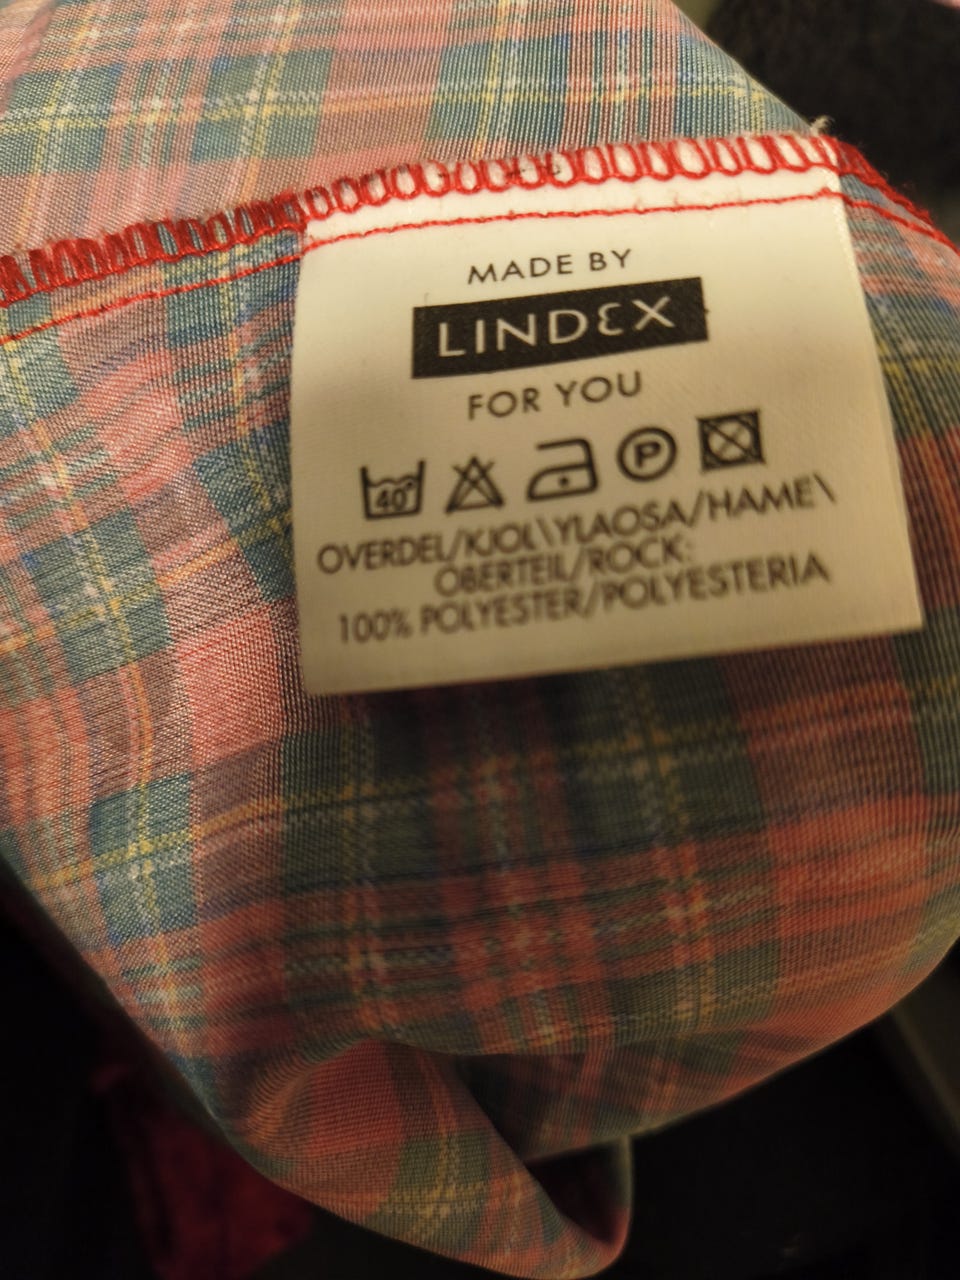 MADE BY
LINDEX
FOR YOU
40° P
OVERDEL/KJOL\YLAOSA/HAME\
OBERTEIL/ROCK:
100% POLYESTER/POLYESTERIA